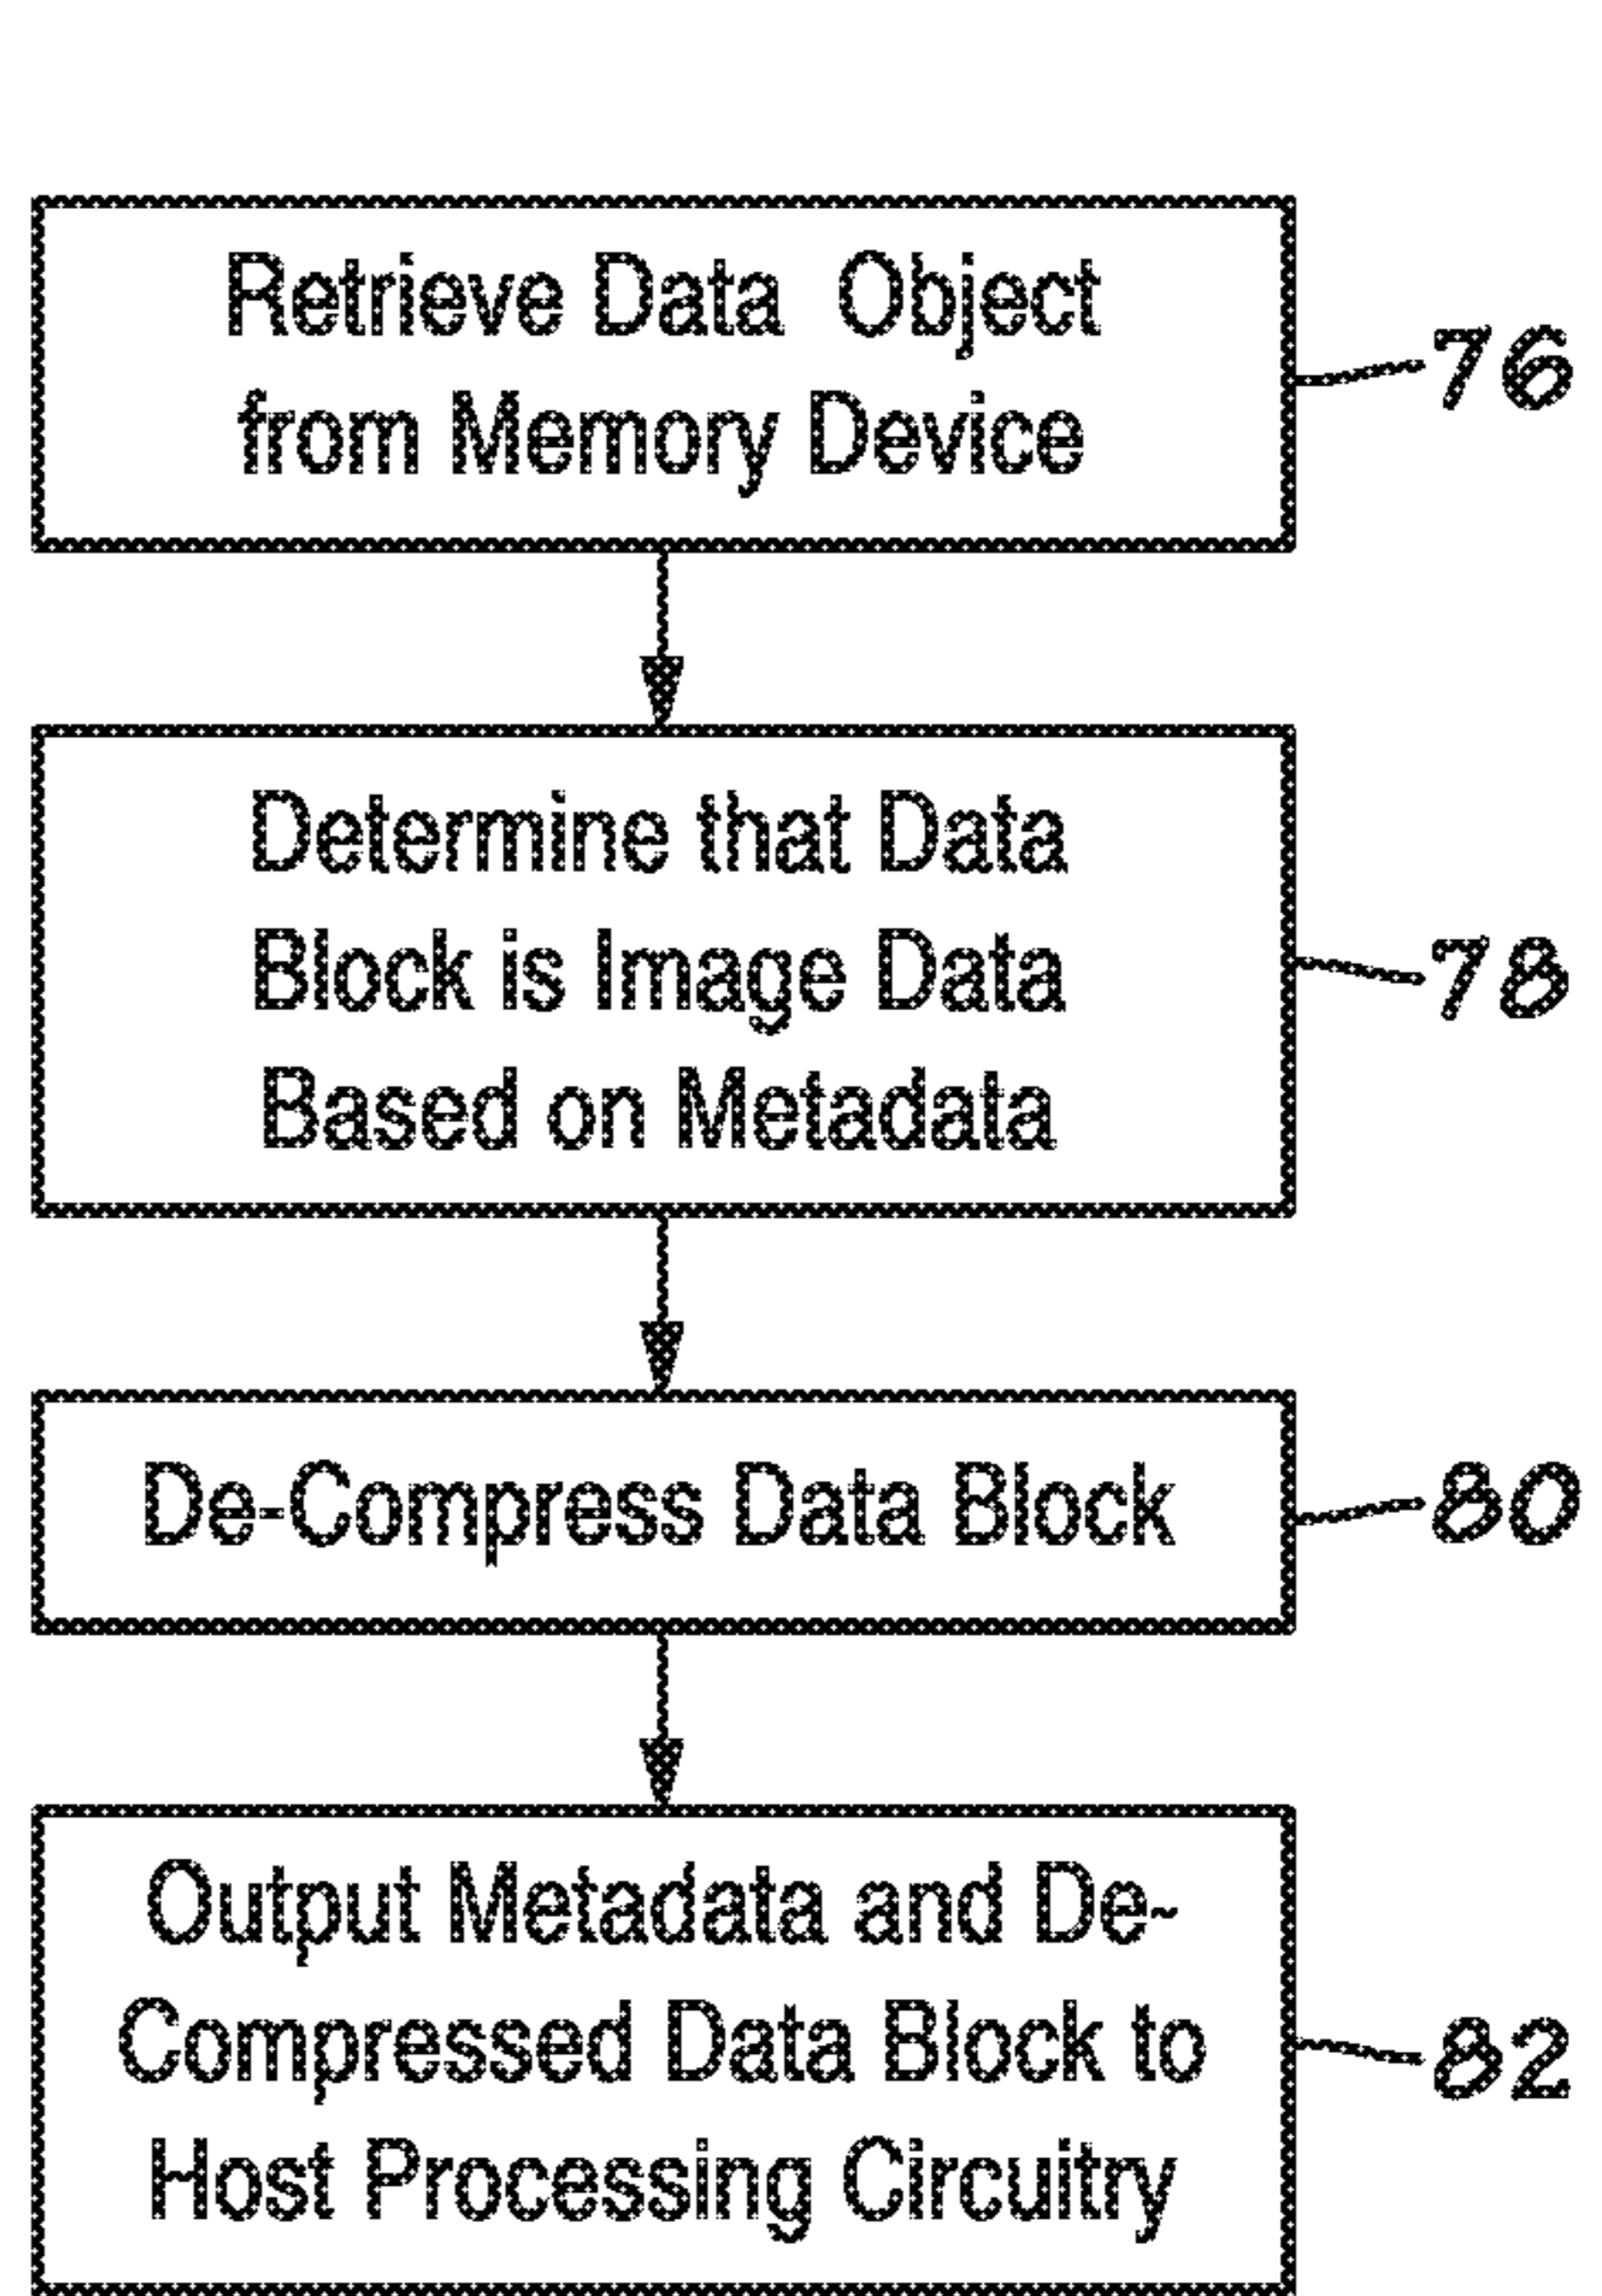 Retrieve Data Object
from Memory Device
76
Determine that Data
Block is Image Data
Based on Metadata
78
De-Compress Data Block
80
Output Metadata and De-
Compressed Data Block to
Host Processing Circuitry
82